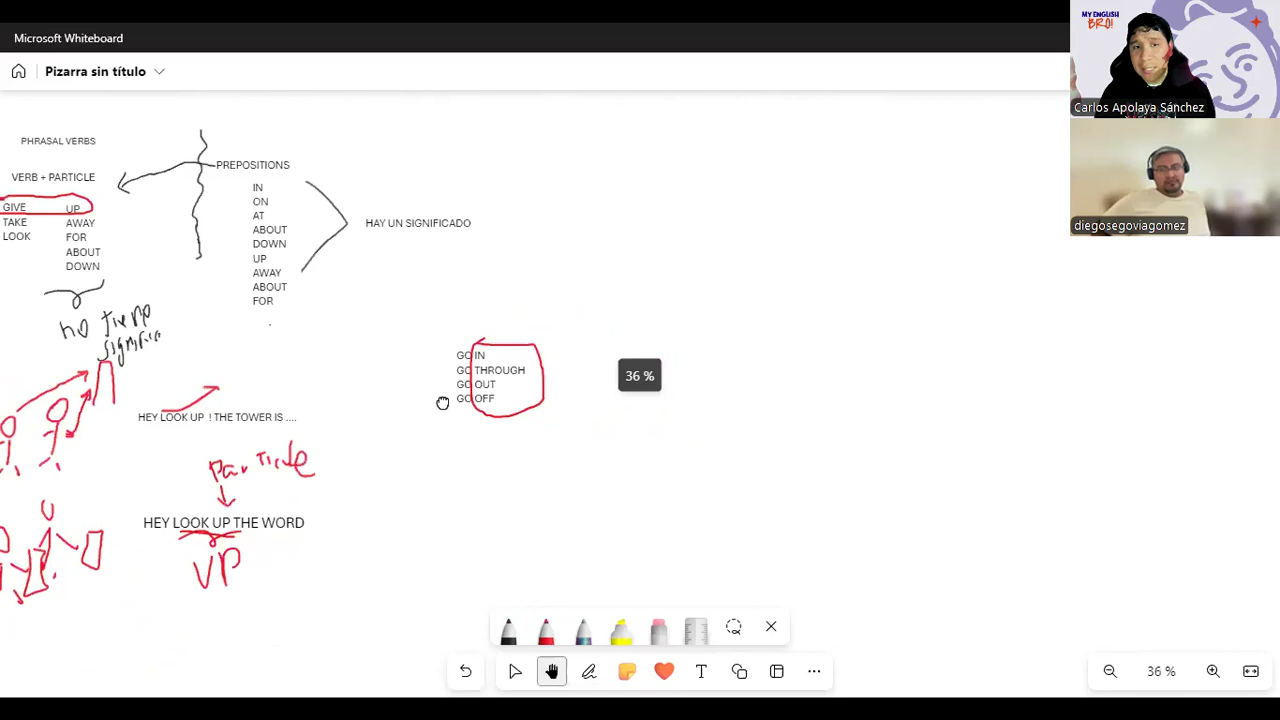 Microsoft Whiteboard
Pizarra sin título
MY ENGLISH
BRO!
Carlos Apolaya Sánchez
diegosegoviagomez
PHRASAL VERBS
VERB + PARTICLE
GIVE UP
TAKE AWAY
LOOK FOR
ABOUT
DOWN
no tiene
significa
PREPOSITIONS
IN
ON
AT
ABOUT
DOWN
UP
AWAY
ABOUT
FOR
HAY UN SIGNIFICADO
GO IN
GO THROUGH
GO OUT
GO OFF
36 %
HEY LOOK UP ! THE TOWER IS ....
Particle
HEY LOOK UP THE WORD
VP
36 %